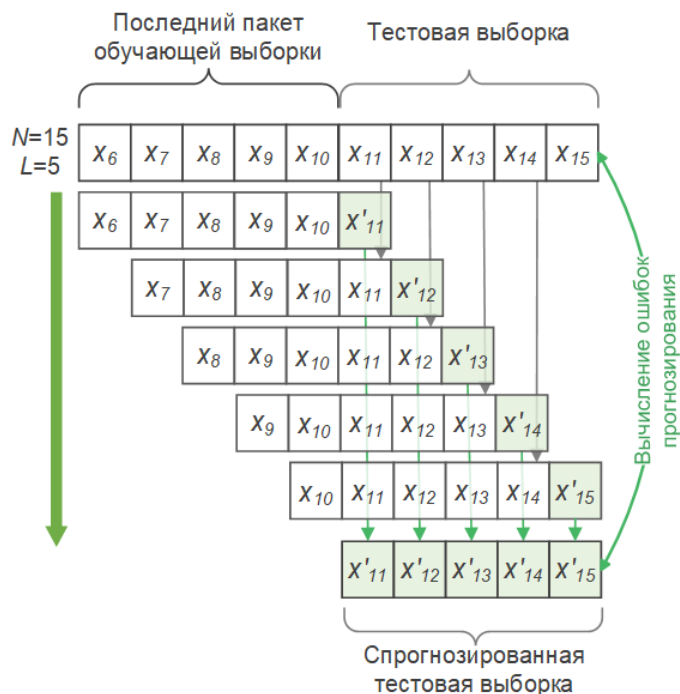 Последний пакет
обучающей выборки
Тестовая выборка
N=15
L=5
x6 x7 x8 x9 x10 x11 x12 x13 x14 x15
x6 x7 x8 x9 x10 x'11
x7 x8 x9 x10 x11 x'12
x8 x9 x10 x11 x12 x'13
x9 x10 x11 x12 x13 x'14
x10 x11 x12 x13 x14 x'15
x'11 x'12 x'13 x'14 x'15
Вычисление ошибок
прогнозирования
Спрогнозированная
тестовая выборка